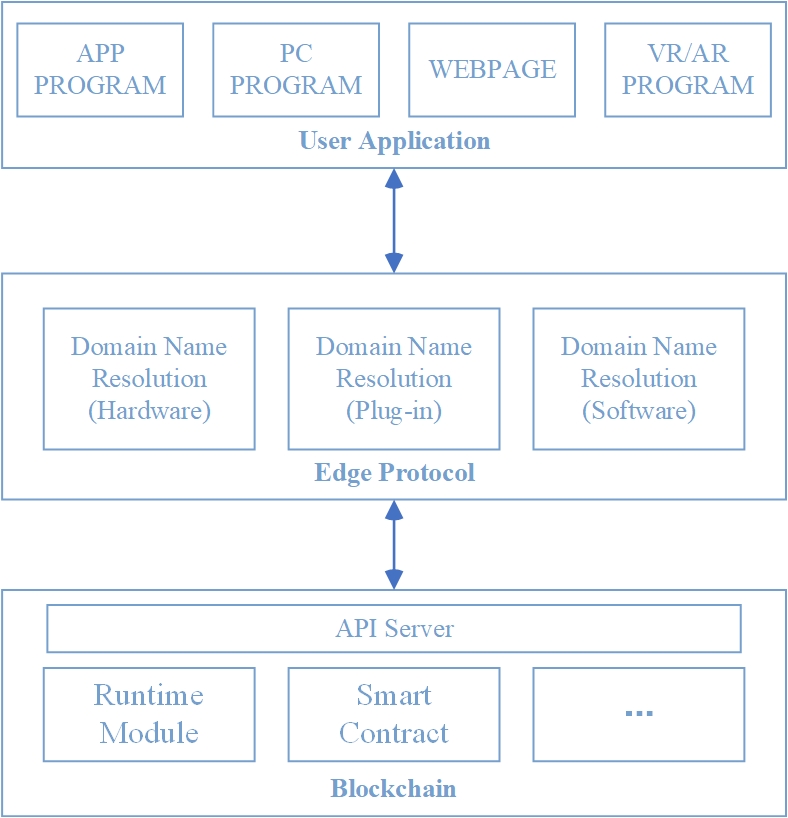 APP
PROGRAM
PC
PROGRAM
WEBPAGE
VR/AR
PROGRAM
User Application
Domain Name
Resolution
(Hardware)
Domain Name
Resolution
(Plug-in)
Domain Name
Resolution
(Software)
Edge Protocol
API Server
Runtime
Module
Smart
Contract
...
Blockchain